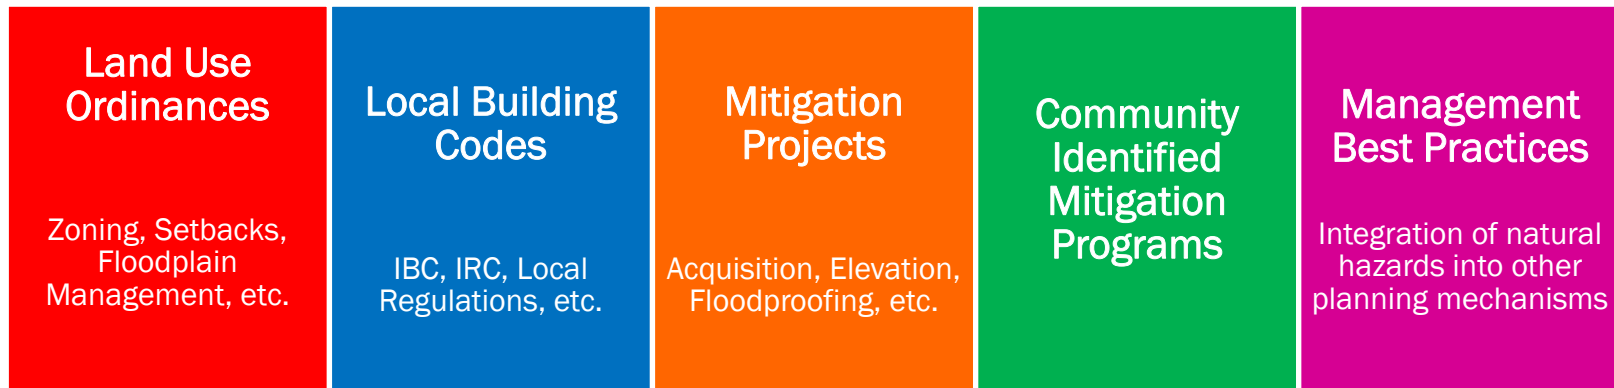 Land Use
Ordinances
Zoning, Setbacks,
Floodplain
Management, etc.
Local Building
Codes
IBC, IRC, Local
Regulations, etc.
Mitigation
Projects
Acquisition, Elevation,
Floodproofing, etc.
Community
Identified
Mitigation
Programs
Management
Best Practices
Integration of natural
hazards into other
planning mechanisms